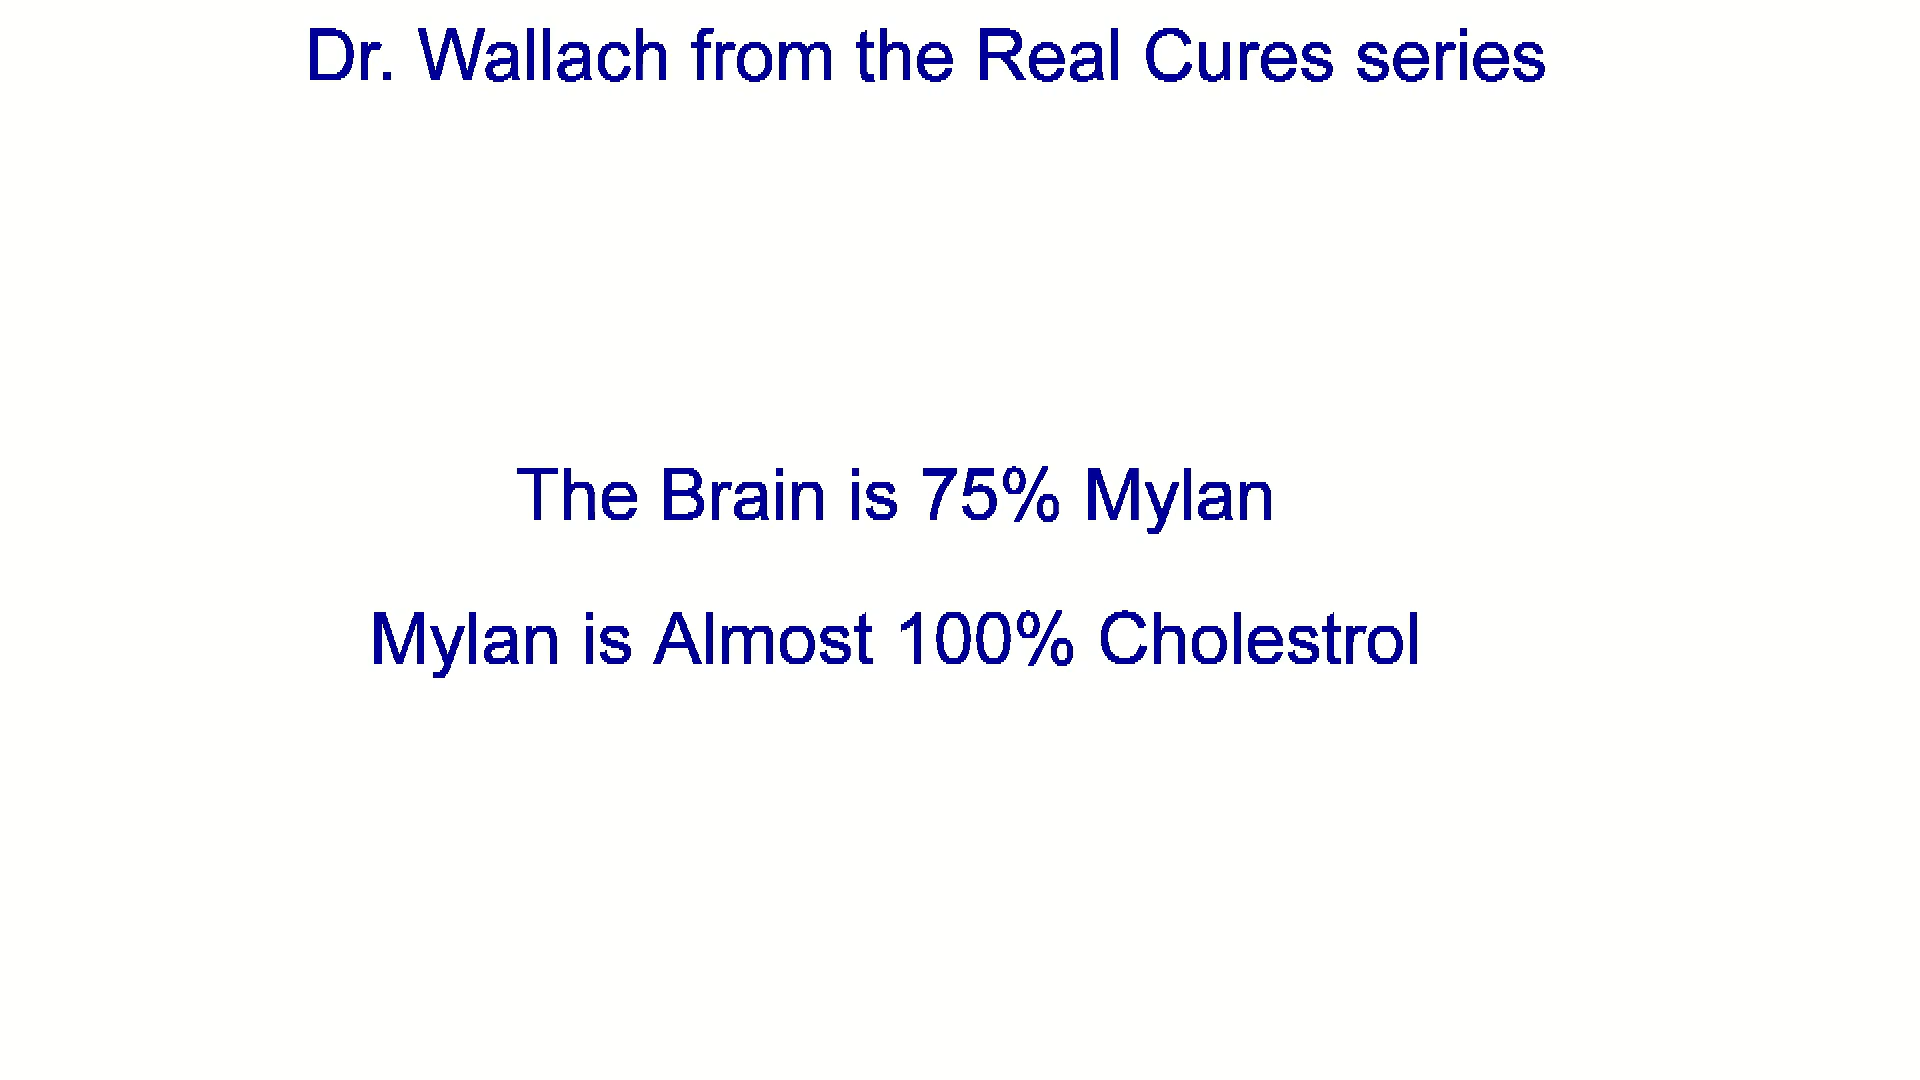 Dr. Wallach from the Real Cures series
The Brain is 75% Mylan
Mylan is Almost 100% Cholestrol